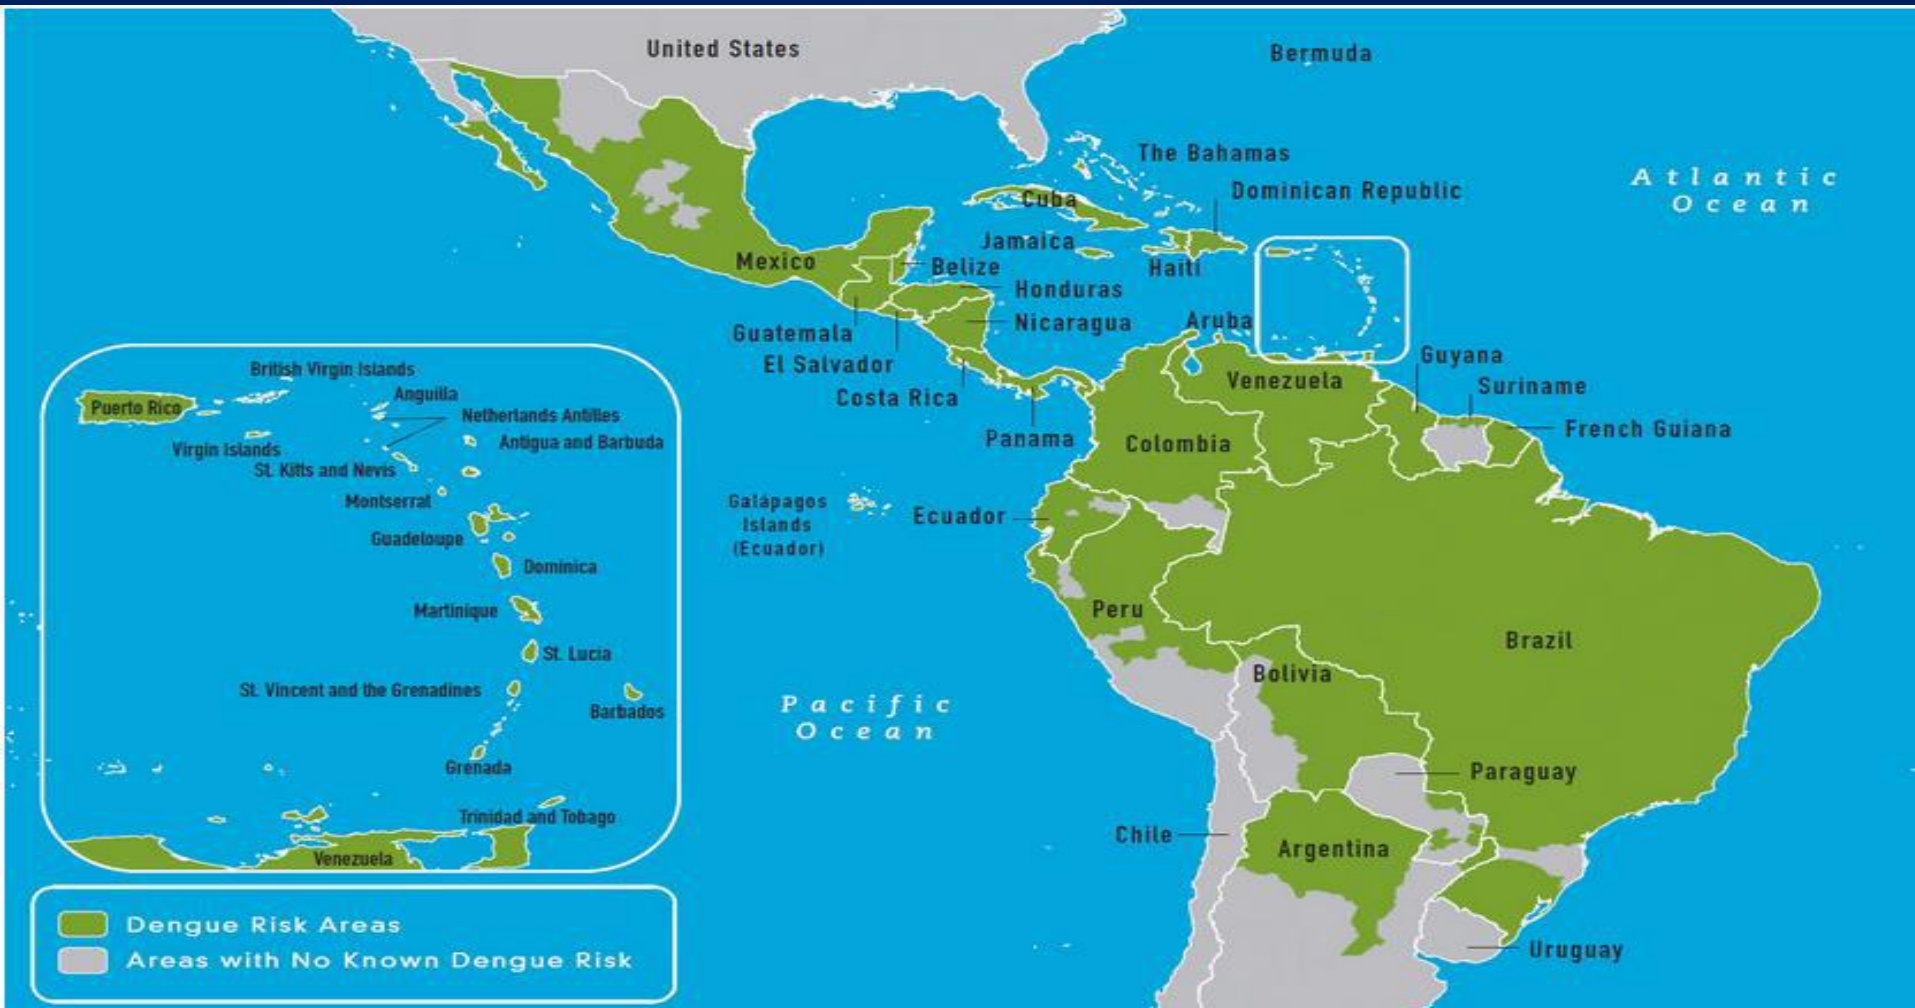 United States
Bermuda
The Bahamas
Atlantic
Ocean
Dominican Republic
Cuba
Jamaica
Haiti
Mexico
Belize
Honduras
Nicaragua
Aruba
Guatemala
El Salvador
Costa Rica
Panama
Guyana
Suriname
French Guiana
Venezuela
Colombia
Galápagos
Islands
(Ecuador)
Ecuador
Peru
Brazil
Bolivia
Pacific
Ocean
Paraguay
Chile
Argentina
Uruguay
British Virgin Islands
Anguilla
Puerto Rico
Netherlands Antilles
Virgin Islands
Antigua and Barbuda
St. Kitts and Nevis
Montserrat
Guadeloupe
Dominica
Martinique
St. Lucia
St. Vincent and the Grenadines
Barbados
Grenada
Trinidad and Tobago
Venezuela
Dengue Risk Areas
Areas with No Known Dengue Risk